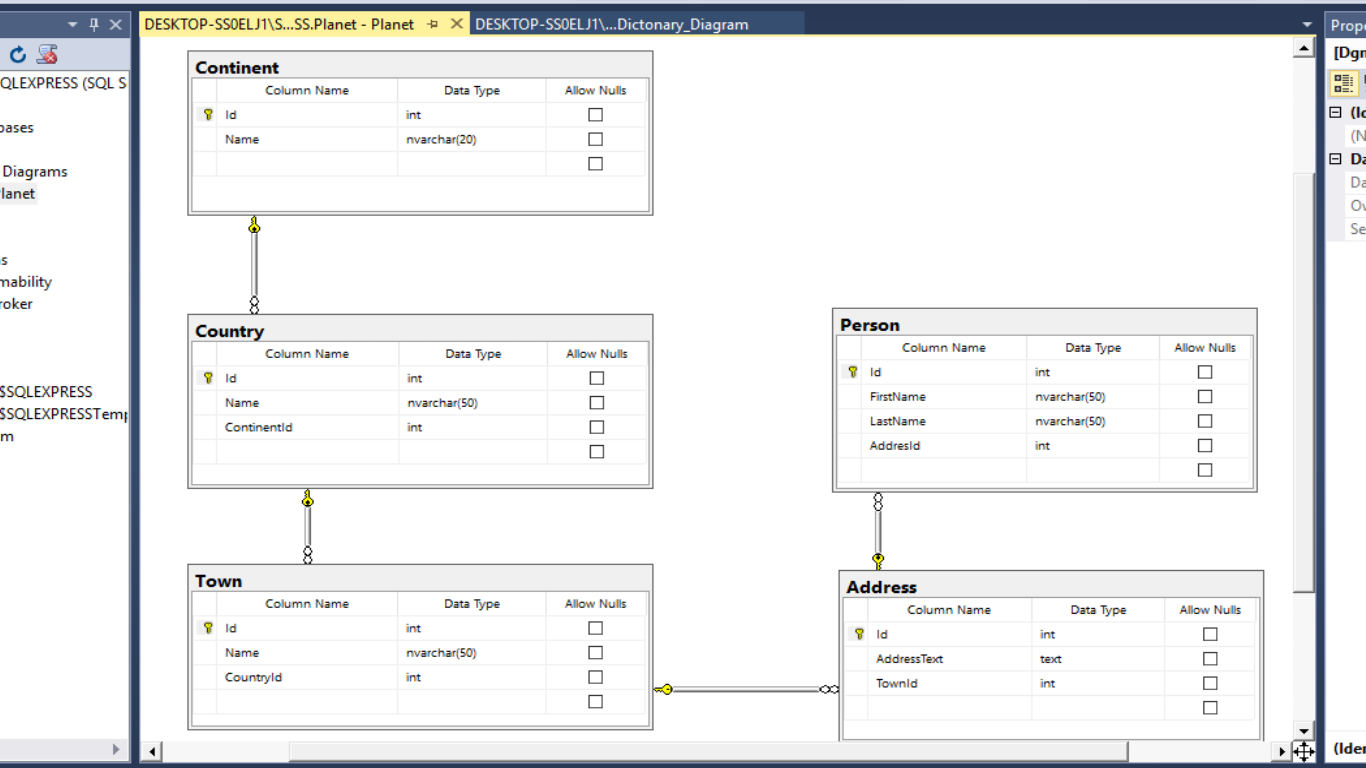 DESKTOP-SS0ELJ1\S...SS.Planet - Planet
DESKTOP-SS0ELJ1\...Dictonary_Diagram
Prope
QLEXPRESS (SQL S
bases
Diagrams
lanet
s
mability
roker
$SQLEXPRESS
$SQLEXPRESSTemp
m
Continent
Column Name Data Type Allow Nulls
Id int
Name nvarchar(20)
Country
Column Name Data Type Allow Nulls
Id int
Name nvarchar(50)
ContinentId int
Town
Column Name Data Type Allow Nulls
Id int
Name nvarchar(50)
CountryId int
Person
Column Name Data Type Allow Nulls
Id int
FirstName nvarchar(50)
LastName nvarchar(50)
AddresId int
Address
Column Name Data Type Allow Nulls
Id int
AddressText text
TownId int
[Dgm
(Id
(N
Da
Da
Ov
Se
(Iden